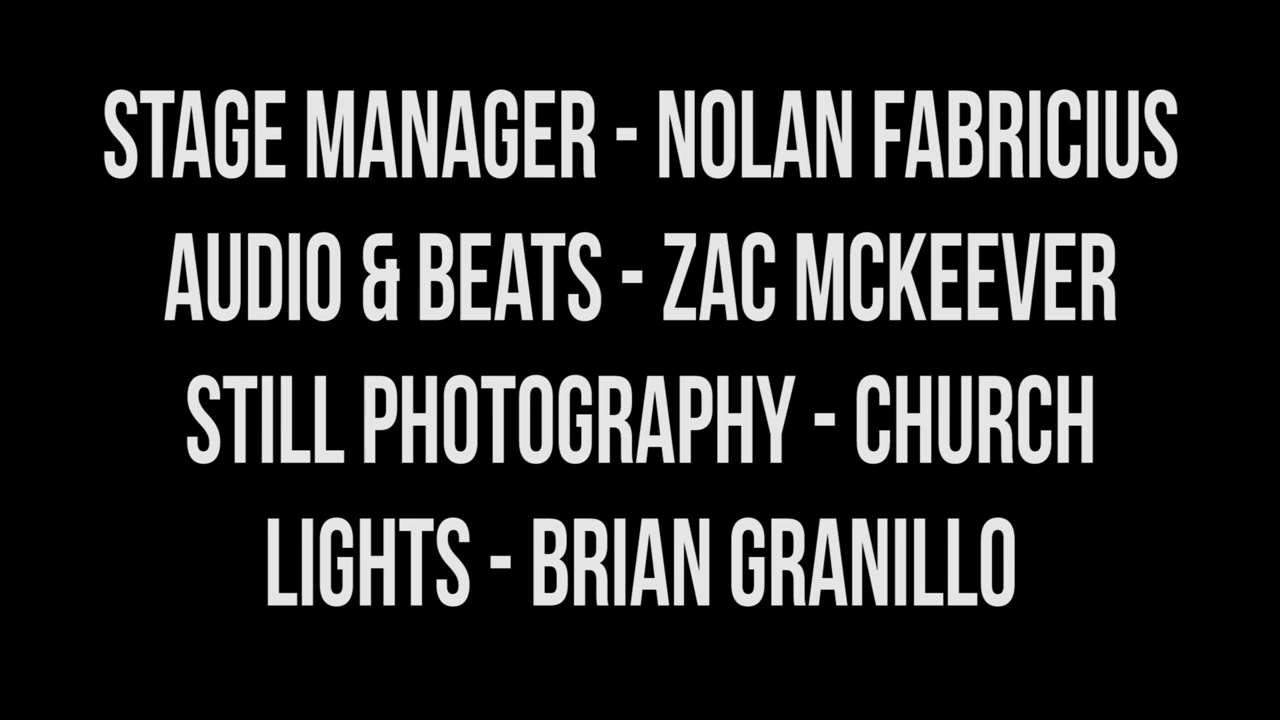 STAGE MANAGER - NOLAN FABRICIUS
AUDIO & BEATS - ZAC MCKEEVER
STILL PHOTOGRAPHY - CHURCH
LIGHTS - BRIAN GRANILLO